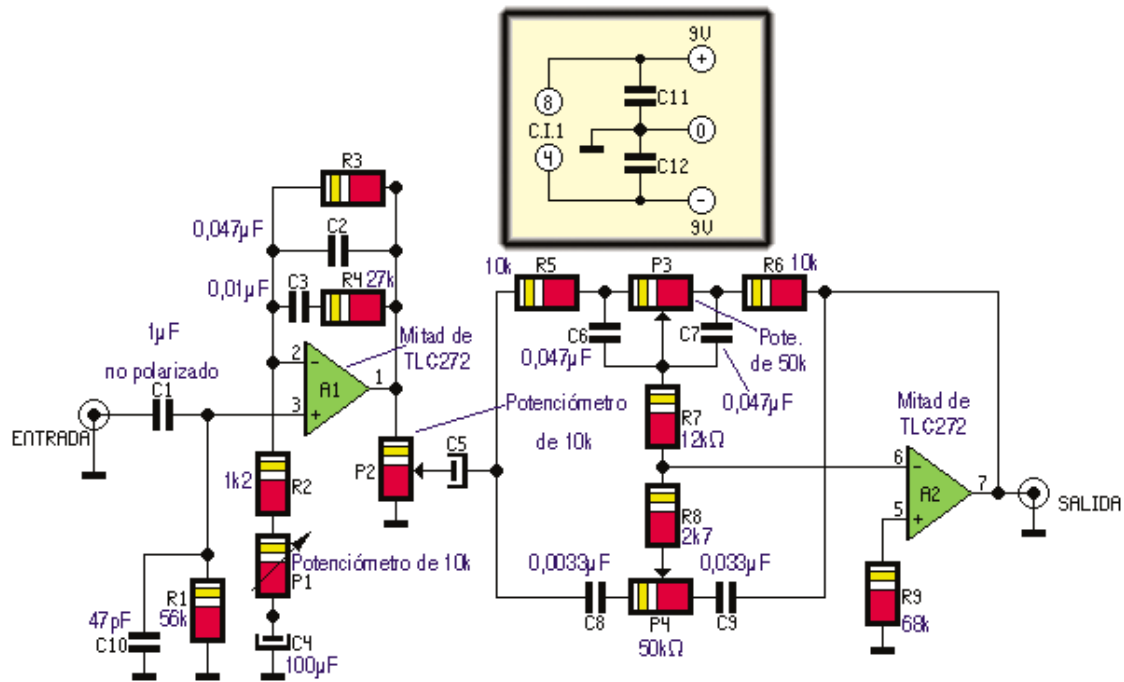 9V
+
8
C11
C.I.1
0
4
C12
-
9V
R3
0,047µF
C2
0,01µF
C3
R4
27k
1µF
no polarizado
C1
ENTRADA
2
-
3
+
A1
1
Mitad de
TLC272
Potenciómetro
de 10k
1k2
R2
P2
C5
Potenciómetro de 10k
P1
47pF
C10
R1
56k
C4
100µF
10k
R5
P3
R6
10k
C6
0,047µF
C7
Pote.
de 50k
0,047µF
R7
12kΩ
R8
2k7
0,0033µF
0,033µF
C8
P4
C9
50kΩ
Mitad de
TLC272
6
-
5
+
A2
7
SALIDA
R9
68k